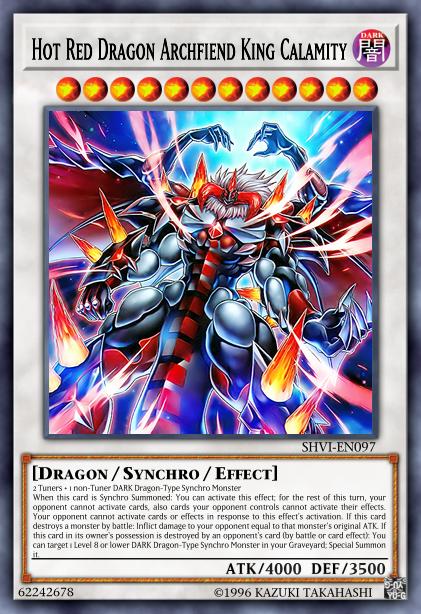 HOT RED DRAGON ARCHFIEND KING CALAMITY
DARK
闇
SHVI-EN097
[DRAGON / SYNCHRO / EFFECT]
2 Tuners + 1 non-Tuner DARK Dragon-Type Synchro Monster
When this card is Synchro Summoned: You can activate this effect; for the rest of this turn, your
opponent cannot activate cards, also cards your opponent controls cannot activate their effects.
Your opponent cannot activate cards or effects in response to this effect's activation. If this card
destroys a monster by battle: Inflict damage to your opponent equal to that monster's original ATK. If
this card in its owner's possession is destroyed by an opponent's card (by battle or card effect): You
can target 1 Level 8 or lower DARK Dragon-Type Synchro Monster in your Graveyard; Special Summon
it.
ATK/4000 DEF/3500
62242678
©1996 KAZUKI TAKAHASHI